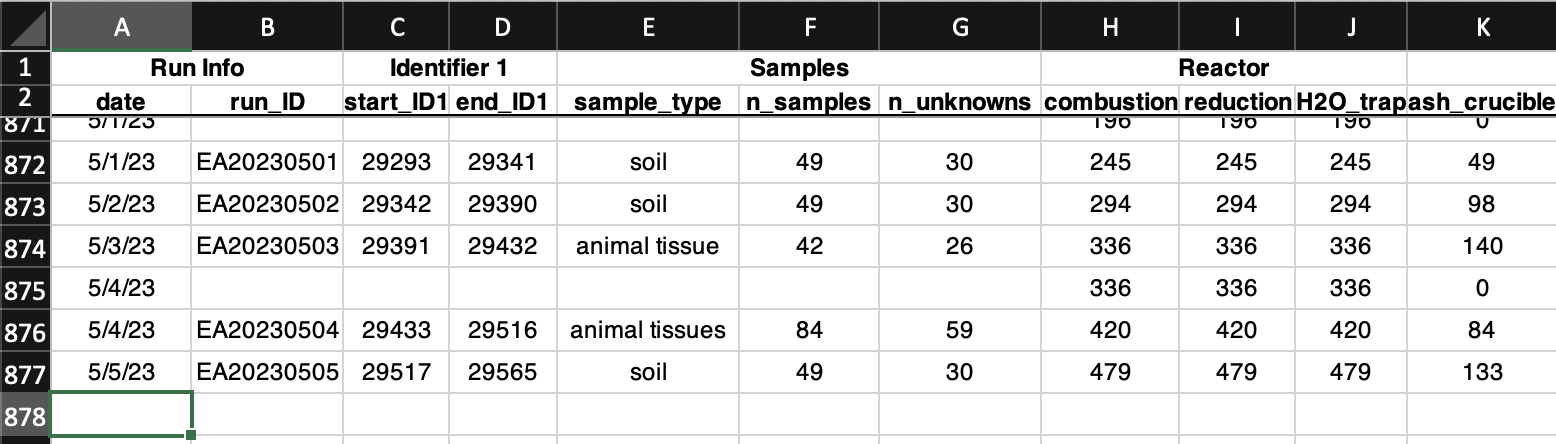 A B C D E F G H I J K
1 Run Info Identifier 1 Samples Reactor
2 date run_ID start_ID1 end_ID1 sample_type n_samples n_unknowns combustion reduction H2O_trap ash_crucible
871 5/1/23 196 196 196 0
872 5/1/23 EA20230501 29293 29341 soil 49 30 245 245 245 49
873 5/2/23 EA20230502 29342 29390 soil 49 30 294 294 294 98
874 5/3/23 EA20230503 29391 29432 animal tissue 42 26 336 336 336 140
875 5/4/23 336 336 336 0
876 5/4/23 EA20230504 29433 29516 animal tissues 84 59 420 420 420 84
877 5/5/23 EA20230505 29517 29565 soil 49 30 479 479 479 133
878